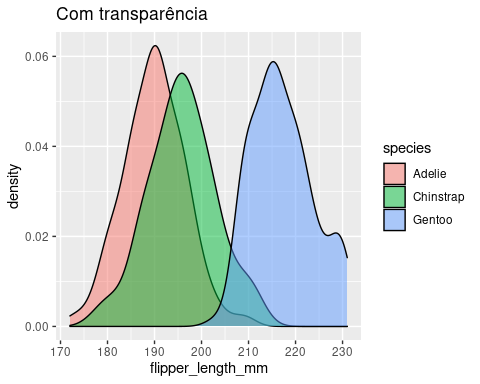 Com transparência
0.06
0.04
0.02
0.00
density
170 180 190 200 210 220 230
flipper_length_mm
species
Adelie
Chinstrap
Gentoo